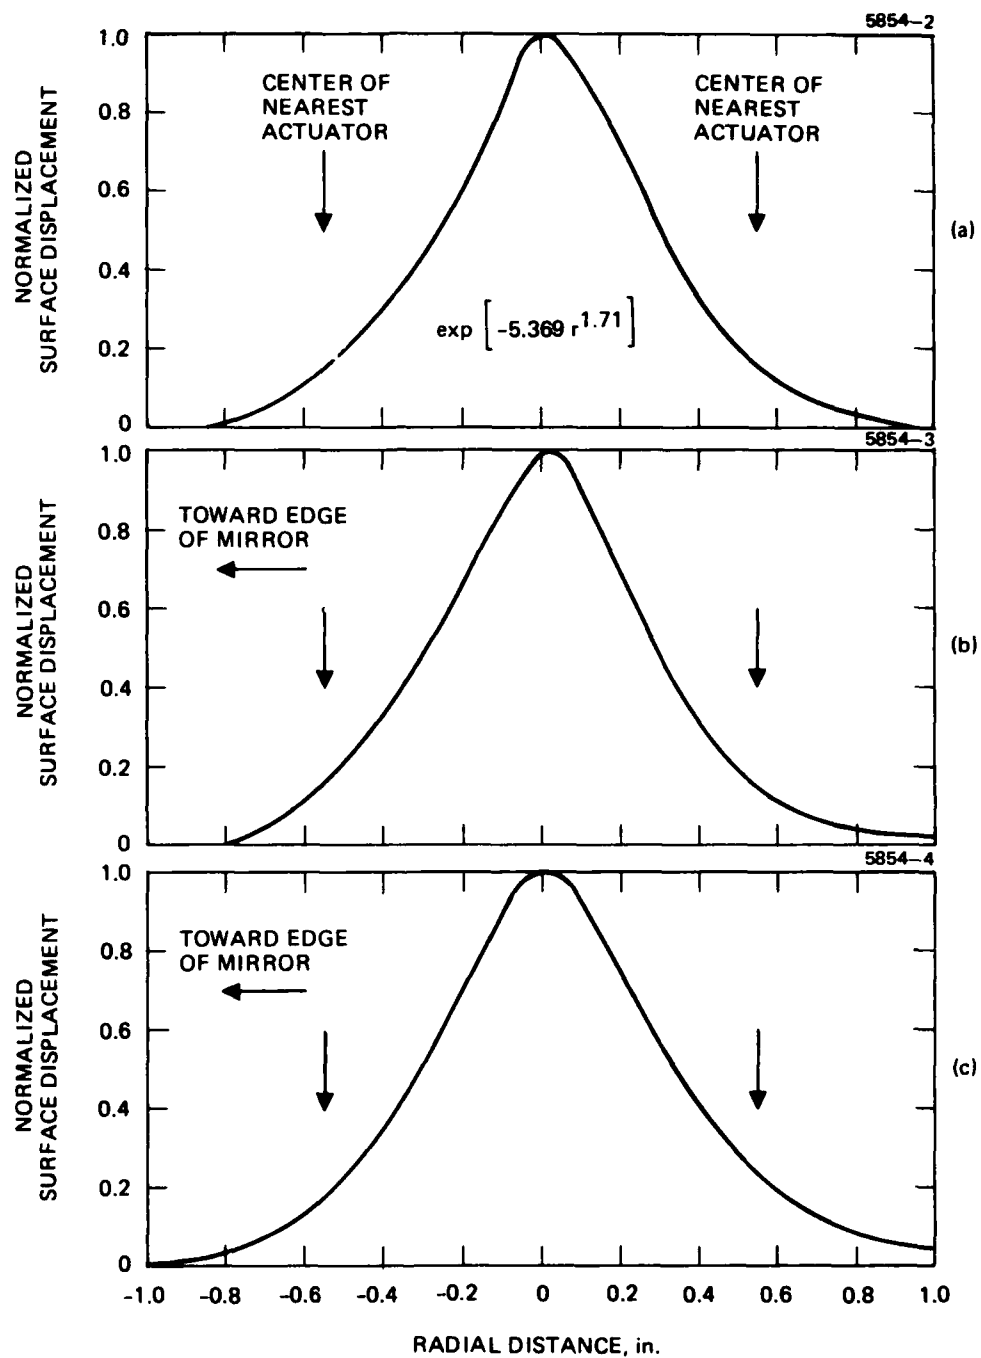 5854-2
1.0
CENTER OF
NEAREST
ACTUATOR
CENTER OF
NEAREST
ACTUATOR
0.8
0.6
0.4
0.2
0
NORMALIZED
SURFACE DISPLACEMENT
exp [-5.369 r^1.71]
(a)
5854-3
1.0
TOWARD EDGE
OF MIRROR
0.8
0.6
0.4
0.2
0
NORMALIZED
SURFACE DISPLACEMENT
(b)
5854-4
1.0
TOWARD EDGE
OF MIRROR
0.8
0.6
0.4
0.2
0
NORMALIZED
SURFACE DISPLACEMENT
(c)
-1.0 -0.8 -0.6 -0.4 -0.2 0 0.2 0.4 0.6 0.8 1.0
RADIAL DISTANCE, in.